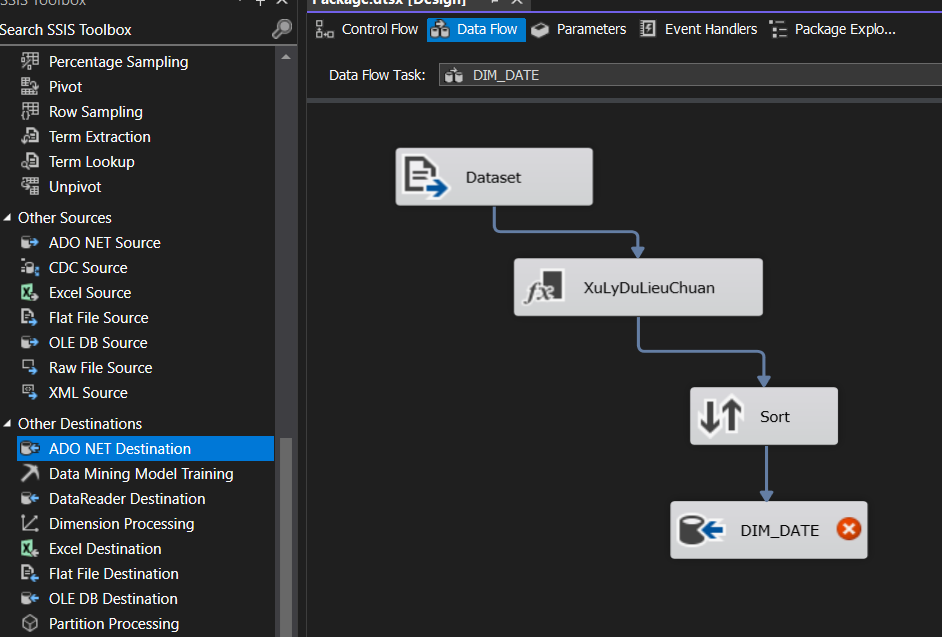 SSIS Toolbox
Package.dtsx [Design]
Search SSIS Toolbox
Percentage Sampling
Pivot
Row Sampling
Term Extraction
Term Lookup
Unpivot
Other Sources
ADO NET Source
CDC Source
Excel Source
Flat File Source
OLE DB Source
Raw File Source
XML Source
Other Destinations
ADO NET Destination
Data Mining Model Training
DataReader Destination
Dimension Processing
Excel Destination
Flat File Destination
OLE DB Destination
Partition Processing
Control Flow
Data Flow
Parameters
Event Handlers
Package Explo...
Data Flow Task:
DIM_DATE
Dataset
fx
XuLyDuLieuChuan
Sort
DIM_DATE